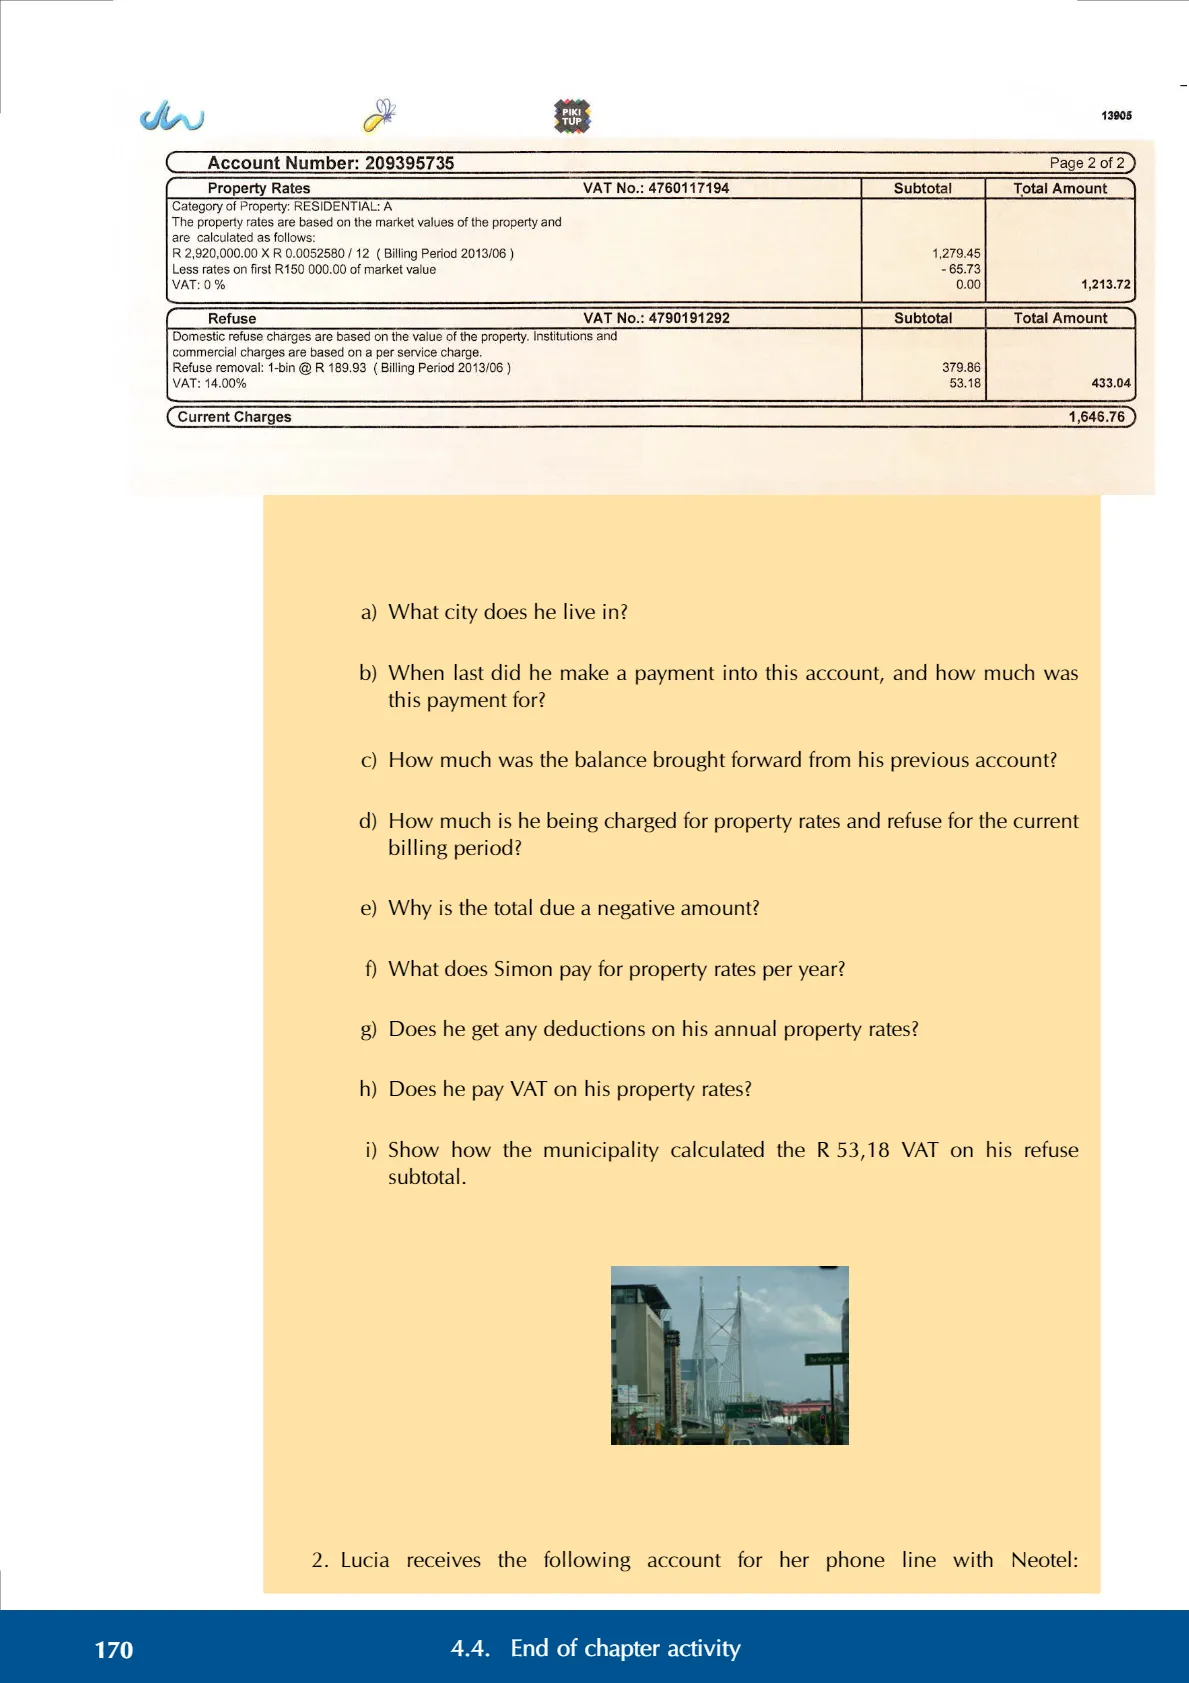 PIKI
TUP
13905
Account Number: 209395735 Page 2 of 2
Property Rates VAT No.: 4760117194 Subtotal Total Amount
Category of Property: RESIDENTIAL: A
The property rates are based on the market values of the property and
are calculated as follows:
R 2,920,000.00 X R 0.0052580 / 12 ( Billing Period 2013/06 ) 1,279.45
Less rates on first R150 000.00 of market value - 65.73
VAT: 0 % 0.00 1,213.72
Refuse VAT No.: 4790191292 Subtotal Total Amount
Domestic refuse charges are based on the value of the property. Institutions and
commercial charges are based on a per service charge.
Refuse removal: 1-bin @ R 189.93 ( Billing Period 2013/06 ) 379.86
VAT: 14.00% 53.18 433.04
Current Charges 1,646.76
a) What city does he live in?
b) When last did he make a payment into this account, and how much was
this payment for?
c) How much was the balance brought forward from his previous account?
d) How much is he being charged for property rates and refuse for the current
billing period?
e) Why is the total due a negative amount?
f) What does Simon pay for property rates per year?
g) Does he get any deductions on his annual property rates?
h) Does he pay VAT on his property rates?
i) Show how the municipality calculated the R 53,18 VAT on his refuse
subtotal.
2. Lucia receives the following account for her phone line with Neotel:
170 4.4. End of chapter activity